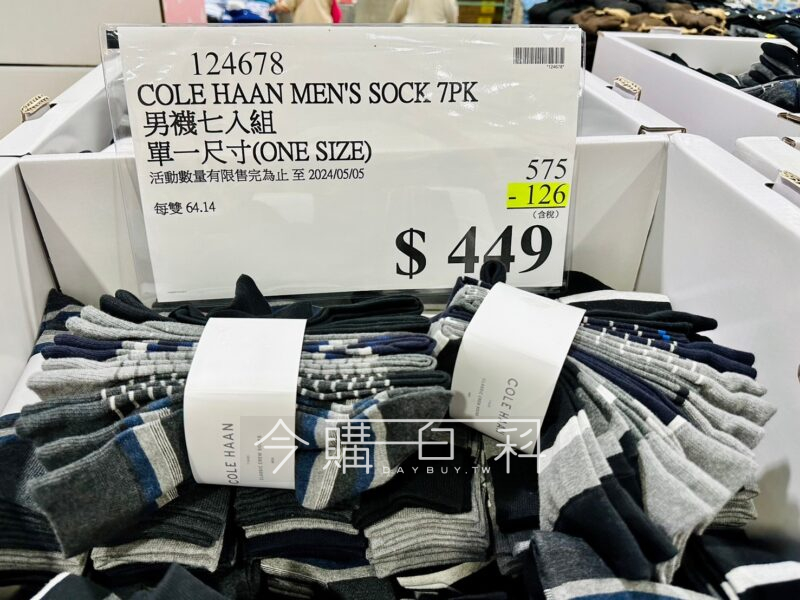 124678
*124678*
COLE HAAN MEN'S SOCK 7PK
男襪七入組
單一尺寸(ONE SIZE)
活動數量有限售完為止 至 2024/05/05
575
- 126
(含稅)
每雙 64.14
$ 449
COLE HAAN
COLE HAAN
今購百科
DAYBUY.TW